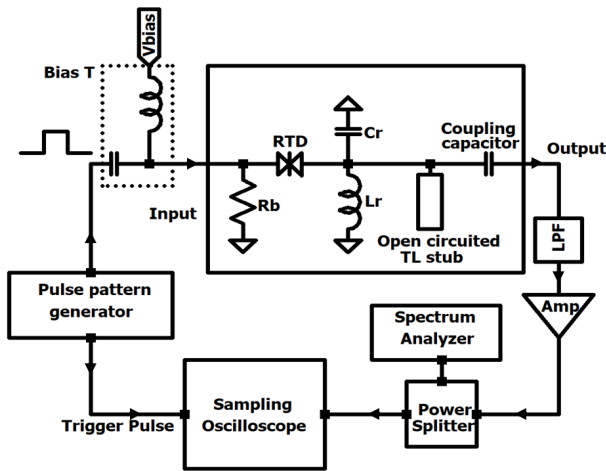 Vbias
Bias T
RTD
Cr
Coupling
capacitor
Output
Input
Rb
Lr
Open circuited
TL stub
LPF
Pulse pattern
generator
Amp
Spectrum
Analyzer
Sampling
Oscilloscope
Power
Splitter
Trigger Pulse